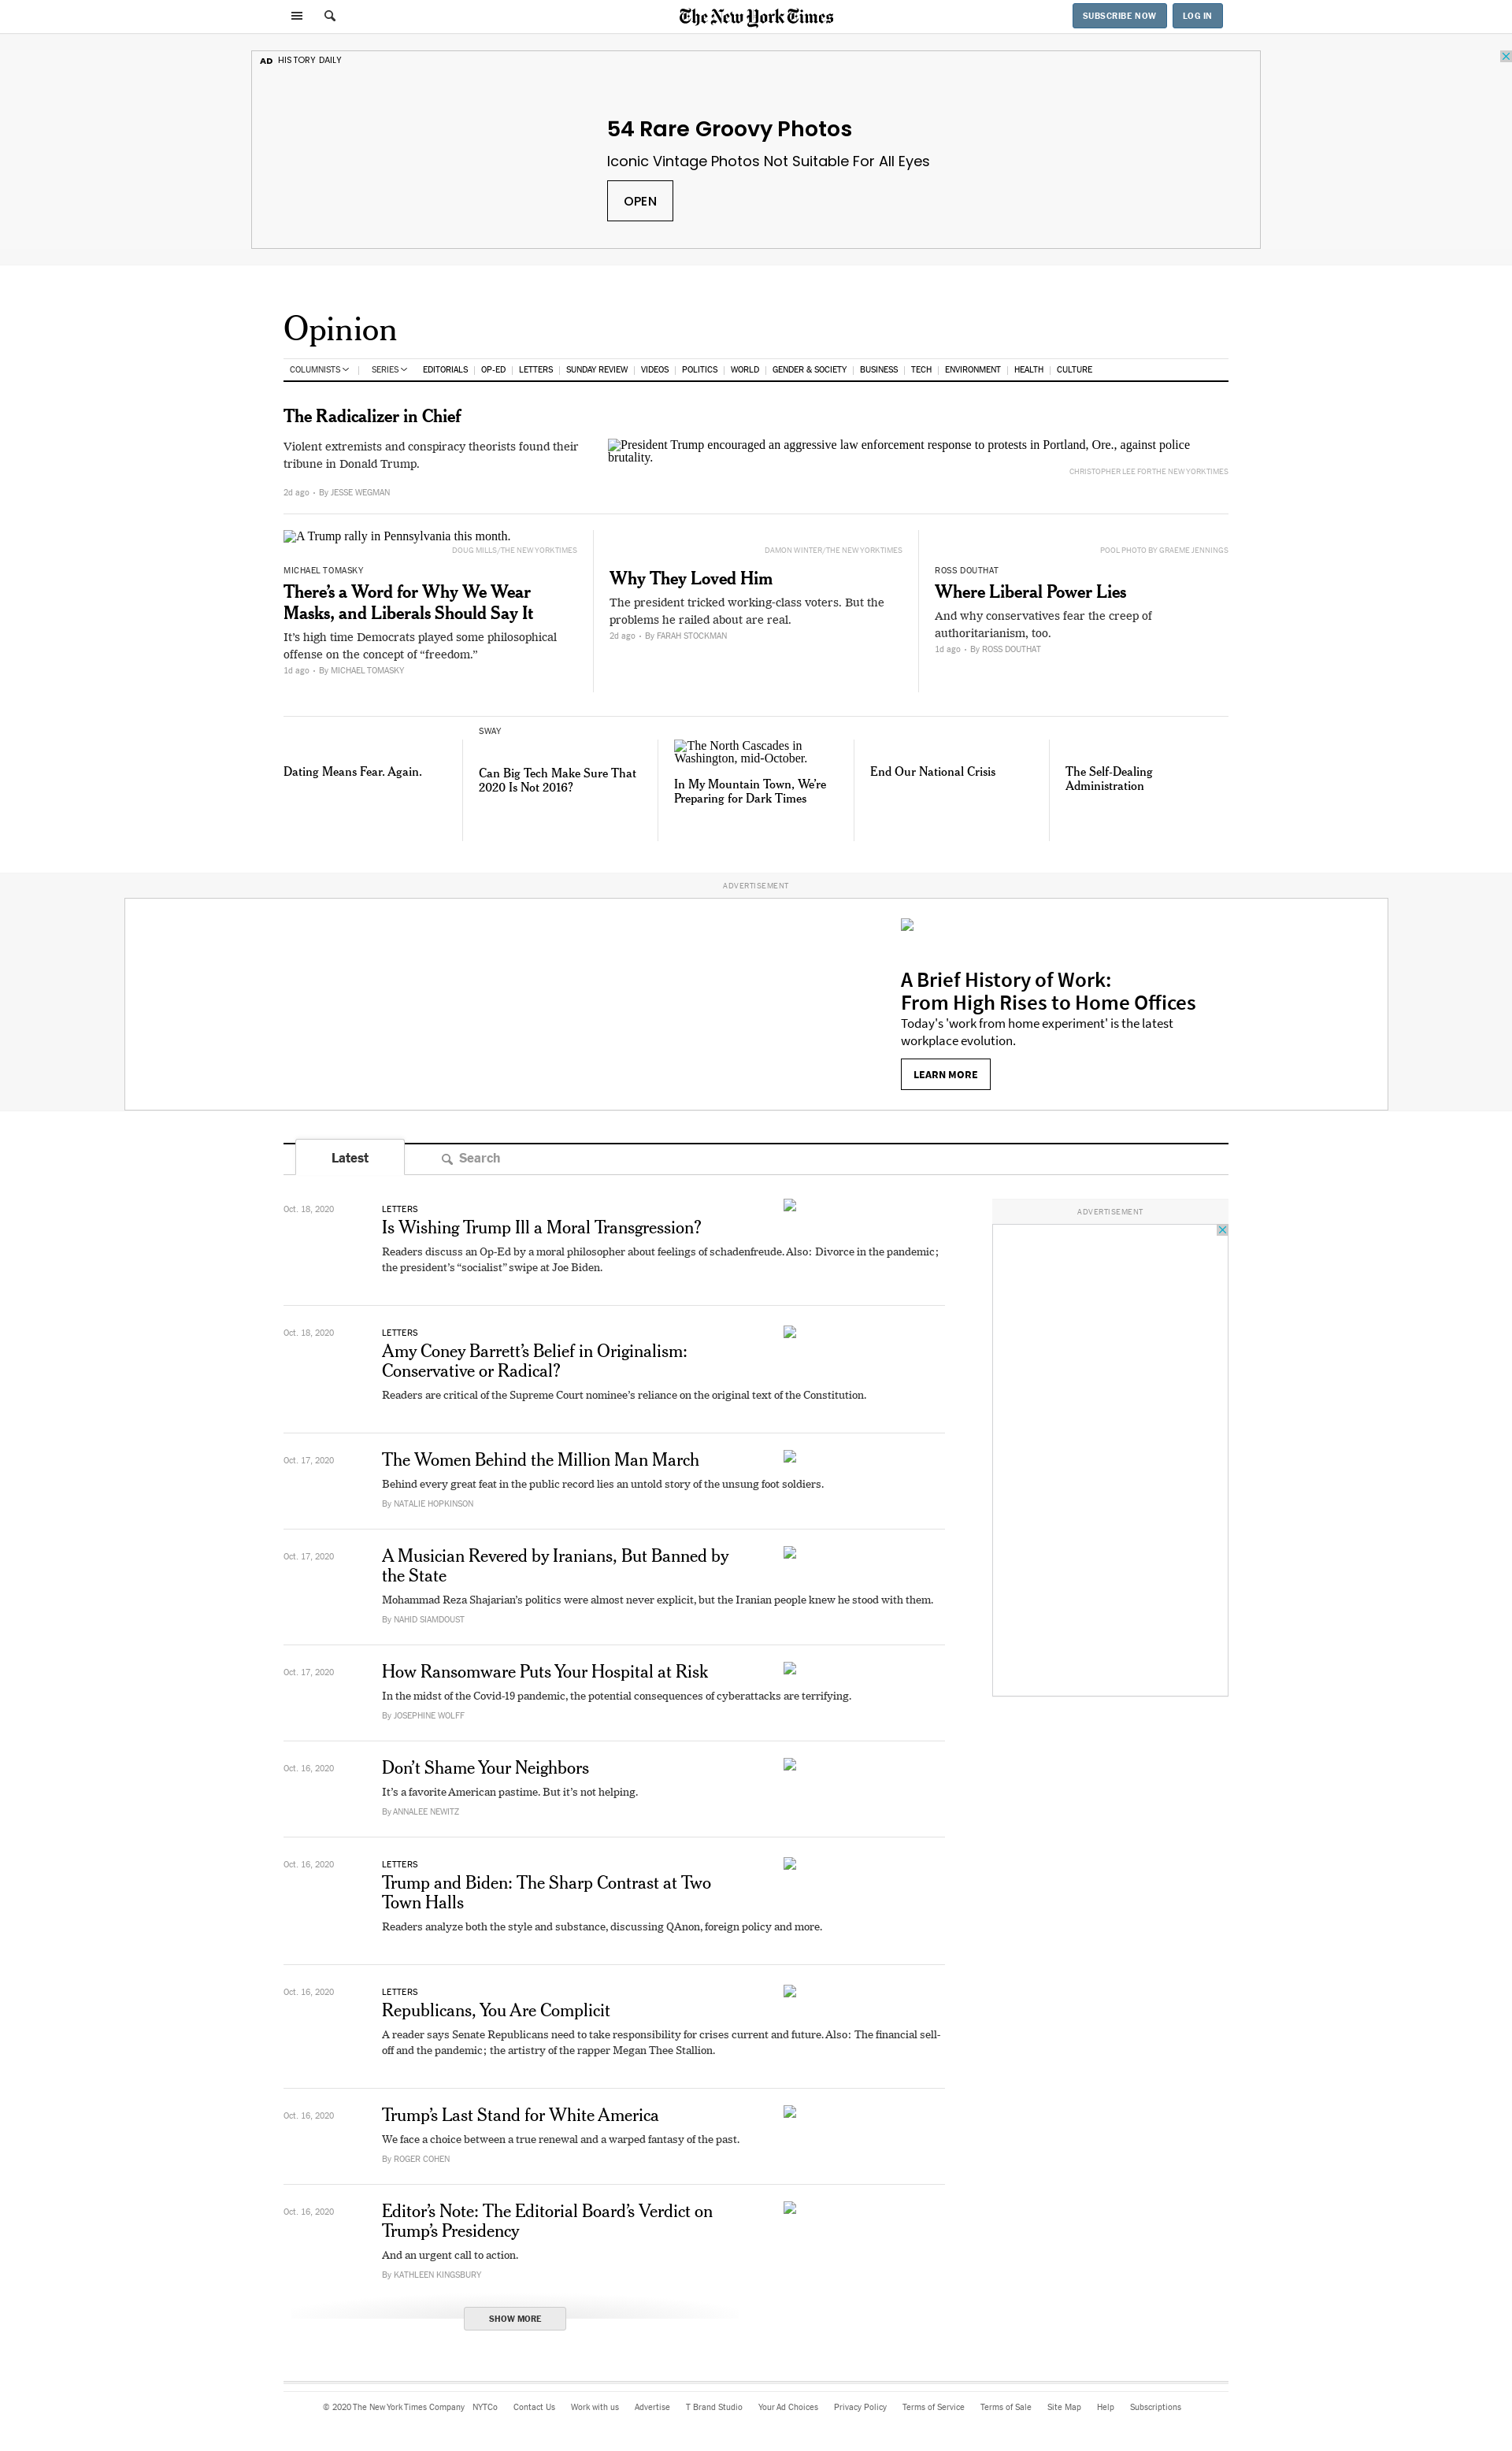 The New York Times
SUBSCRIBE NOW
LOG IN
AD HISTORY DAILY
54 Rare Groovy Photos
Iconic Vintage Photos Not Suitable For All Eyes
OPEN
Opinion
COLUMNISTS
SERIES
EDITORIALS
OP-ED
LETTERS
SUNDAY REVIEW
VIDEOS
POLITICS
WORLD
GENDER & SOCIETY
BUSINESS
TECH
ENVIRONMENT
HEALTH
CULTURE
The Radicalizer in Chief
Violent extremists and conspiracy theorists found their
tribune in Donald Trump.
2d ago • By JESSE WEGMAN
President Trump encouraged an aggressive law enforcement response to protests in Portland, Ore., against police
brutality.
CHRISTOPHER LEE FOR THE NEW YORK TIMES
A Trump rally in Pennsylvania this month.
DOUG MILLS/THE NEW YORK TIMES
MICHAEL TOMASKY
There's a Word for Why We Wear
Masks, and Liberals Should Say It
It's high time Democrats played some philosophical
offense on the concept of “freedom.”
1d ago • By MICHAEL TOMASKY
DAMON WINTER/THE NEW YORK TIMES
Why They Loved Him
The president tricked working-class voters. But the
problems he railed about are real.
2d ago • By FARAH STOCKMAN
POOL PHOTO BY GRAEME JENNINGS
ROSS DOUTHAT
Where Liberal Power Lies
And why conservatives fear the creep of
authoritarianism, too.
1d ago • By ROSS DOUTHAT
Dating Means Fear. Again.
SWAY
Can Big Tech Make Sure That
2020 Is Not 2016?
The North Cascades in
Washington, mid-October.
In My Mountain Town, We're
Preparing for Dark Times
End Our National Crisis
The Self-Dealing
Administration
ADVERTISEMENT
A Brief History of Work:
From High Rises to Home Offices
Today's 'work from home experiment' is the latest
workplace evolution.
LEARN MORE
Latest
Search
ADVERTISEMENT
Oct. 18, 2020
LETTERS
Is Wishing Trump Ill a Moral Transgression?
Readers discuss an Op-Ed by a moral philosopher about feelings of schadenfreude. Also: Divorce in the pandemic;
the president's “socialist” swipe at Joe Biden.
Oct. 18, 2020
LETTERS
Amy Coney Barrett's Belief in Originalism:
Conservative or Radical?
Readers are critical of the Supreme Court nominee's reliance on the original text of the Constitution.
Oct. 17, 2020
The Women Behind the Million Man March
Behind every great feat in the public record lies an untold story of the unsung foot soldiers.
By NATALIE HOPKINSON
Oct. 17, 2020
A Musician Revered by Iranians, But Banned by
the State
Mohammad Reza Shajarian's politics were almost never explicit, but the Iranian people knew he stood with them.
By NAHID SIAMDOUST
Oct. 17, 2020
How Ransomware Puts Your Hospital at Risk
In the midst of the Covid-19 pandemic, the potential consequences of cyberattacks are terrifying.
By JOSEPHINE WOLFF
Oct. 16, 2020
Don't Shame Your Neighbors
It's a favorite American pastime. But it's not helping.
By ANNALEE NEWITZ
Oct. 16, 2020
LETTERS
Trump and Biden: The Sharp Contrast at Two
Town Halls
Readers analyze both the style and substance, discussing QAnon, foreign policy and more.
Oct. 16, 2020
LETTERS
Republicans, You Are Complicit
A reader says Senate Republicans need to take responsibility for crises current and future. Also: The financial sell-
off and the pandemic; the artistry of the rapper Megan Thee Stallion.
Oct. 16, 2020
Trump's Last Stand for White America
We face a choice between a true renewal and a warped fantasy of the past.
By ROGER COHEN
Oct. 16, 2020
Editor's Note: The Editorial Board's Verdict on
Trump's Presidency
And an urgent call to action.
By KATHLEEN KINGSBURY
SHOW MORE
© 2020 The New York Times Company NYTCo Contact Us Work with us Advertise T Brand Studio Your Ad Choices Privacy Policy Terms of Service Terms of Sale Site Map Help Subscriptions